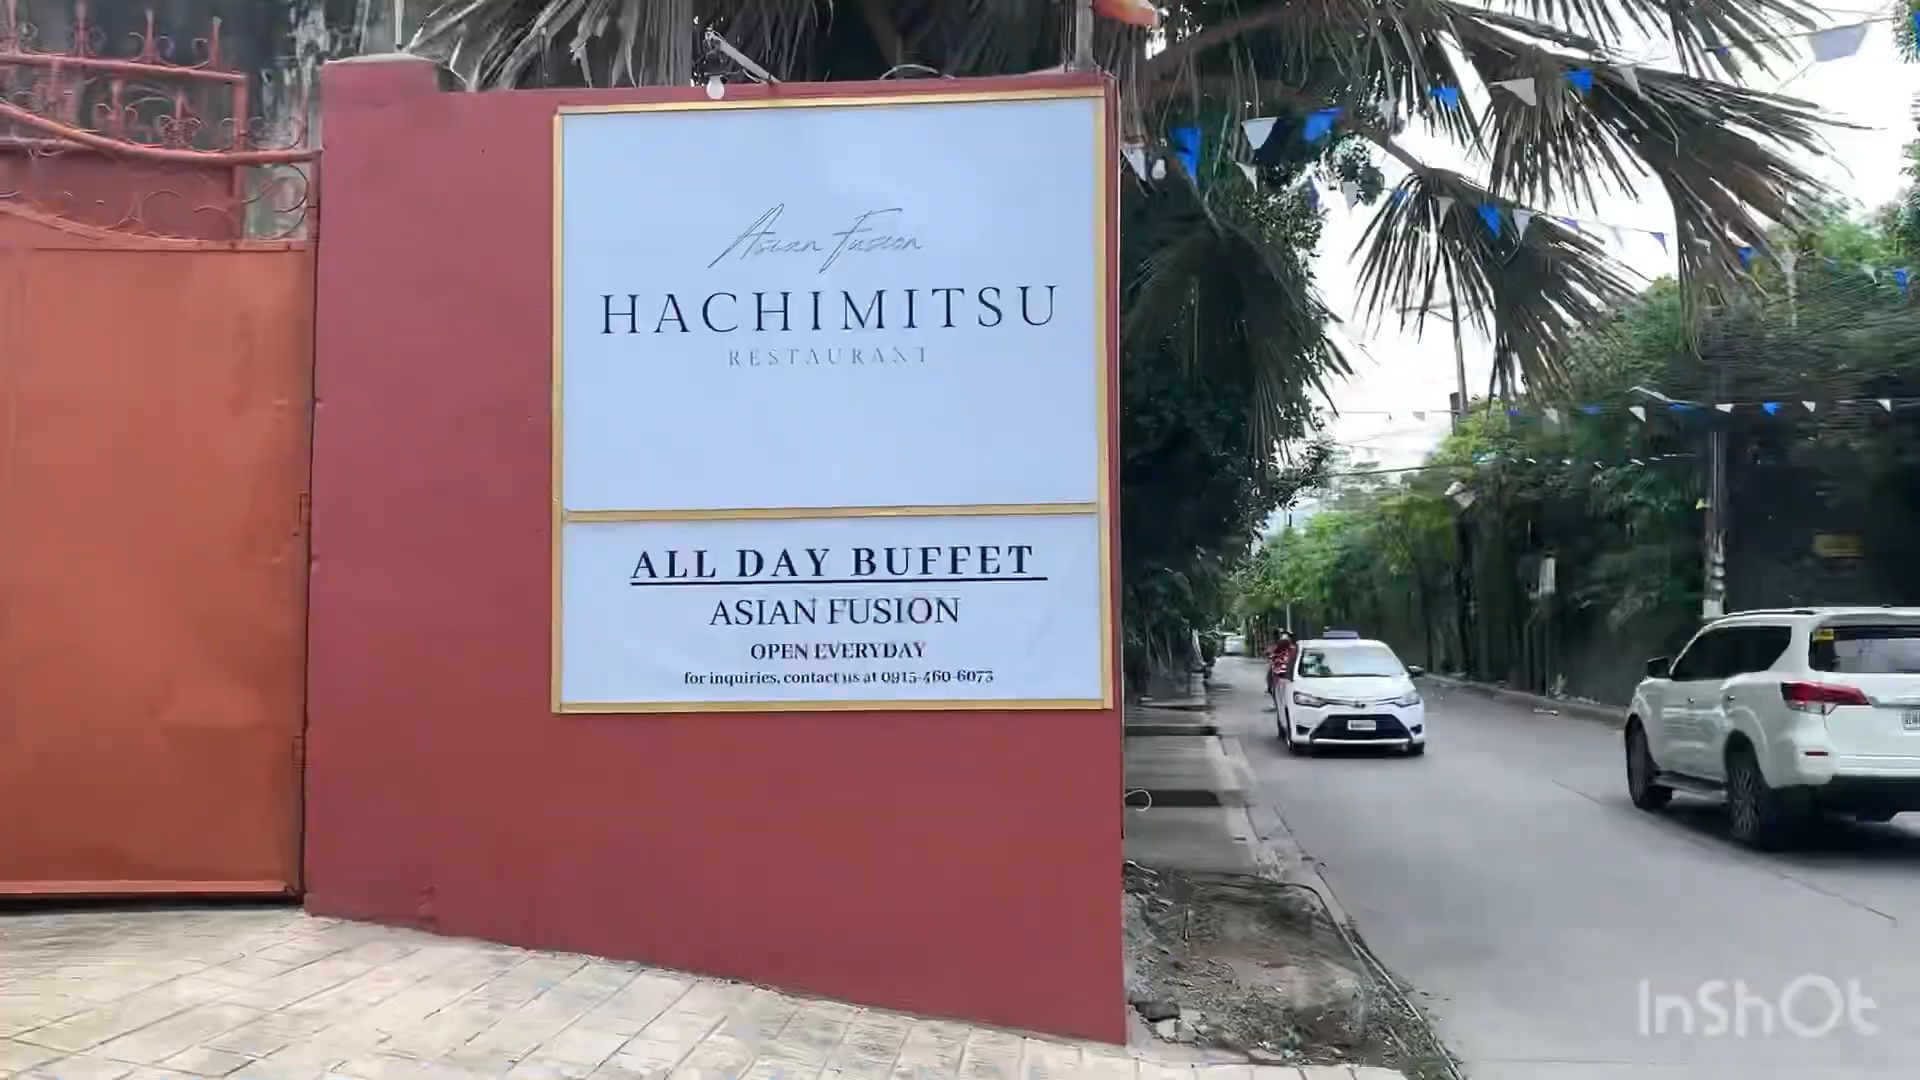 Asian Fusion
HACHIMITSU
RESTAURANT
ALL DAY BUFFET
ASIAN FUSION
OPEN EVERYDAY
for inquiries, contact us at 0915-460-6073
InShOt